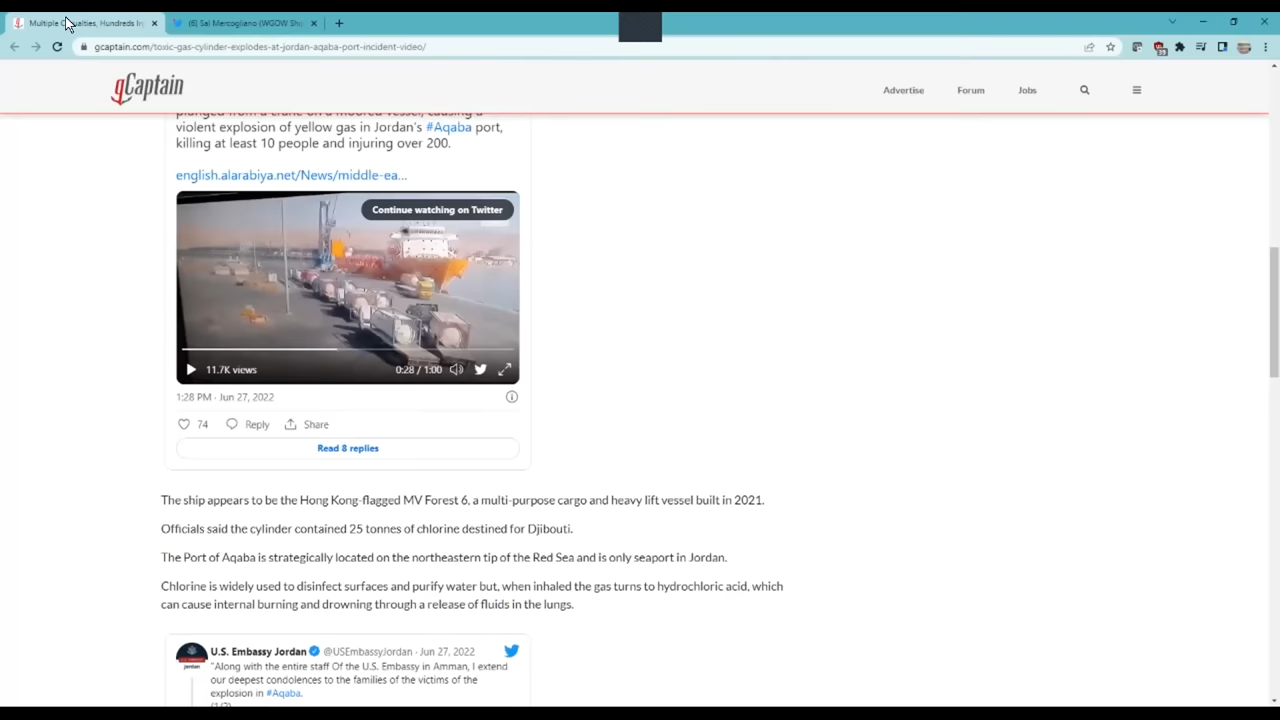 Multiple Casualties, Hundreds In
(6) Sal Mercogliano (WGOW Shi
gcaptain.com/toxic-gas-cylinder-explodes-at-jordan-aqaba-port-incident-video/
gCaptain
Advertise
Forum
Jobs
plunged from a crane on a moored vessel, causing a
violent explosion of yellow gas in Jordan's #Aqaba port,
killing at least 10 people and injuring over 200.
english.alarabiya.net/News/middle-ea...
Continue watching on Twitter
11.7K views
0:28 / 1:00
1:28 PM · Jun 27, 2022
74
Reply
Share
Read 8 replies
The ship appears to be the Hong Kong-flagged MV Forest 6, a multi-purpose cargo and heavy lift vessel built in 2021.
Officials said the cylinder contained 25 tonnes of chlorine destined for Djibouti.
The Port of Aqaba is strategically located on the northeastern tip of the Red Sea and is only seaport in Jordan.
Chlorine is widely used to disinfect surfaces and purify water but, when inhaled the gas turns to hydrochloric acid, which
can cause internal burning and drowning through a release of fluids in the lungs.
U.S. Embassy Jordan @USEmbassyJordan · Jun 27, 2022
"Along with the entire staff Of the U.S. Embassy in Amman, I extend
our deepest condolences to the families of the victims of the
explosion in #Aqaba.